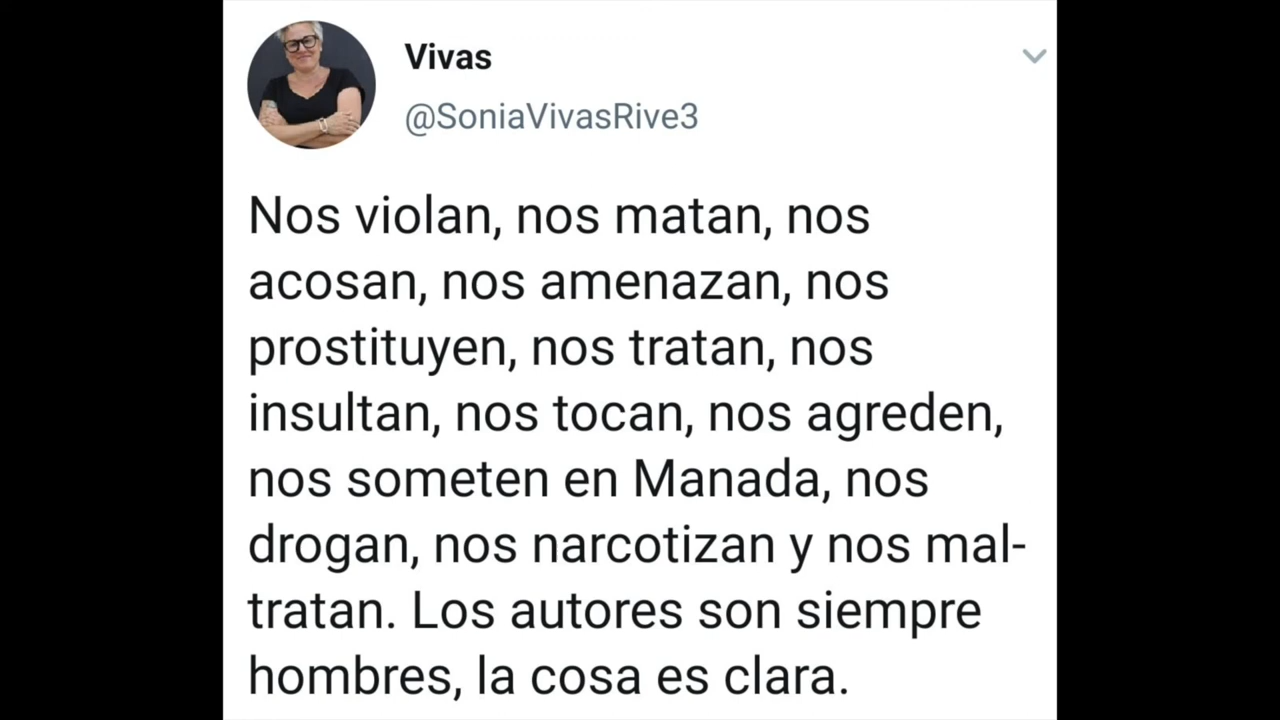 Vivas
@SoniaVivasRive3
Nos violan, nos matan, nos
acosan, nos amenazan, nos
prostituyen, nos tratan, nos
insultan, nos tocan, nos agreden,
nos someten en Manada, nos
drogan, nos narcotizan y nos mal-
tratan. Los autores son siempre
hombres, la cosa es clara.